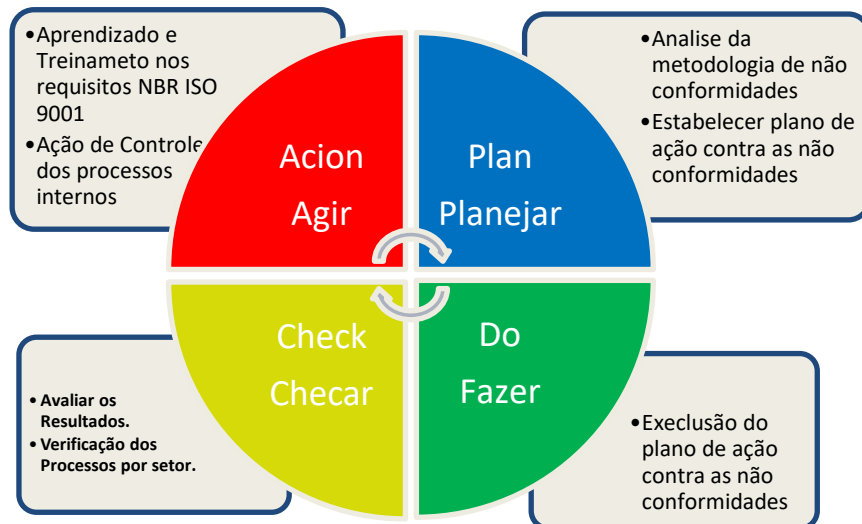 •Aprendizado e
Treinameto nos
requisitos NBR ISO
9001
•Ação de Controle
dos processos
internos
Acion
Agir
Plan
Planejar
•Analise da
metodologia de não
conformidades
•Estabelecer plano de
ação contra as não
conformidades
• Avaliar os
Resultados.
• Verificação dos
Processos por setor.
Check
Checar
Do
Fazer
•Execlusão do
plano de ação
contra as não
conformidades